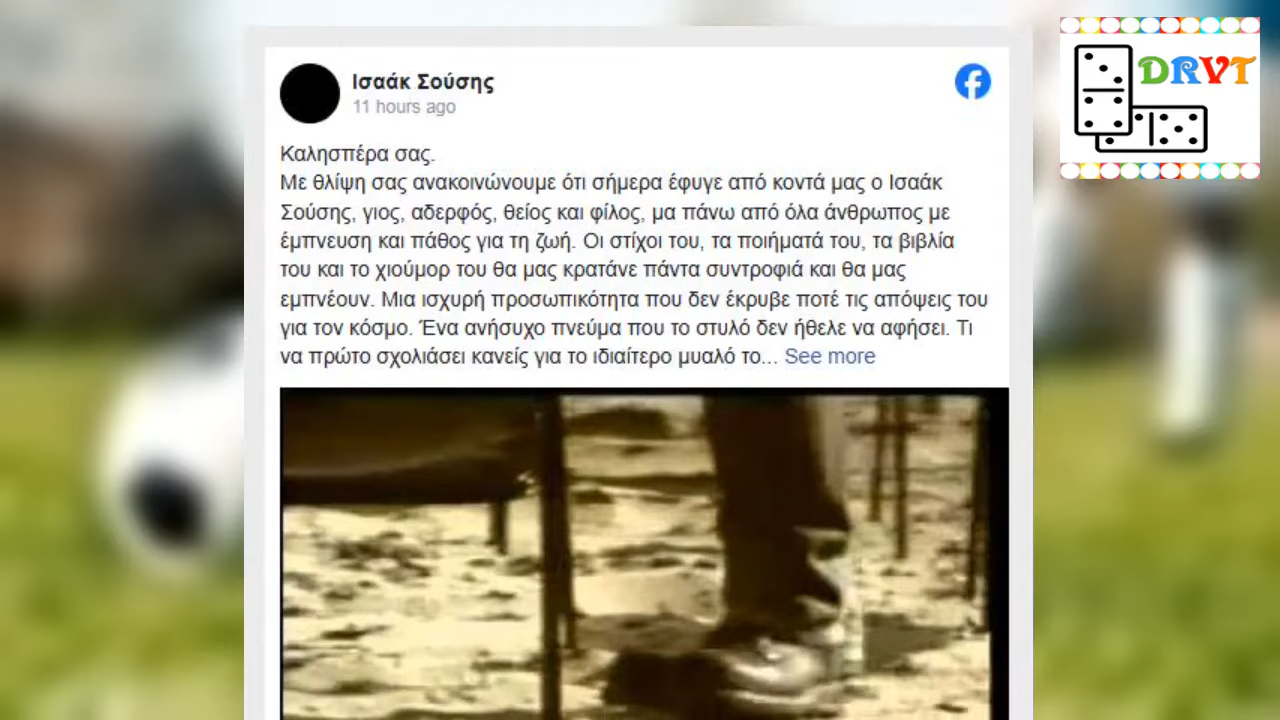 Ισαάκ Σούσης
11 hours ago
DRVT
Καλησπέρα σας.
Με θλίψη σας ανακοινώνουμε ότι σήμερα έφυγε από κοντά μας ο Ισαάκ
Σούσης, γιος, αδερφός, θείος και φίλος, μα πάνω από όλα άνθρωπος με
έμπνευση και πάθος για τη ζωή. Οι στίχοι του, τα ποιήματά του, τα βιβλία
του και το χιούμορ του θα μας κρατάνε πάντα συντροφιά και θα μας
εμπνέουν. Μια ισχυρή προσωπικότητα που δεν έκρυβε ποτέ τις απόψεις του
για τον κόσμο. Ένα ανήσυχο πνεύμα που το στυλό δεν ήθελε να αφήσει. Τι
να πρώτο σχολιάσει κανείς για το ιδιαίτερο μυαλό το... See more